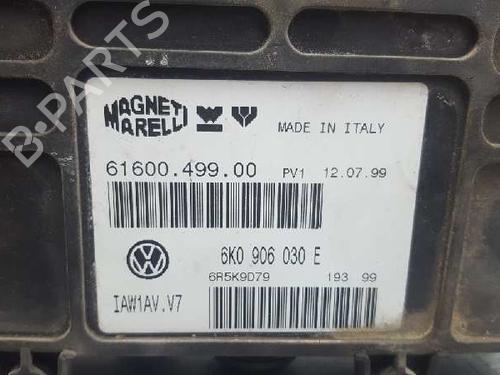 B-PARTS
MAGNETI
MARELLI
MADE IN ITALY
61600.499.00 PV1 12.07.99
6K0 906 030 E
6R5K9D79 193 99
IAW1AV.V7